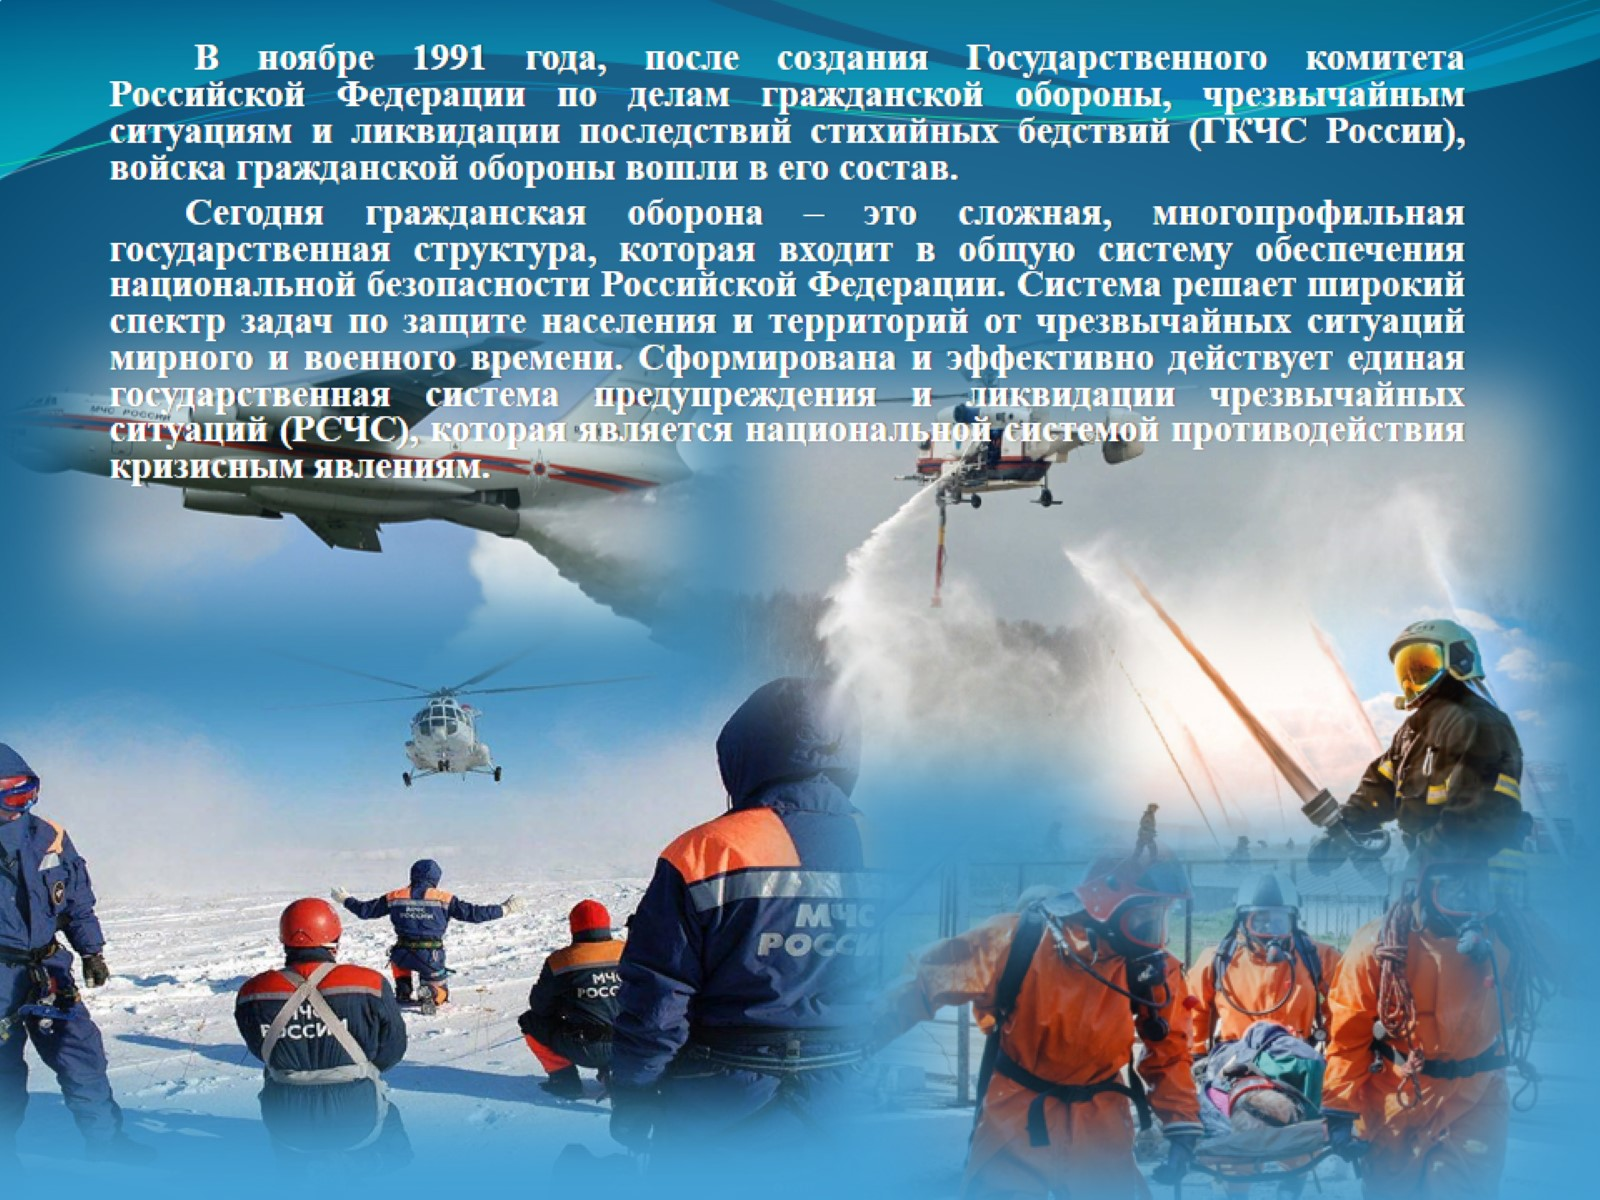 В ноябре 1991 года, после создания Государственного комитета
Российской Федерации по делам гражданской обороны, чрезвычайным
ситуациям и ликвидации последствий стихийных бедствий (ГКЧС России),
войска гражданской обороны вошли в его состав.
Сегодня гражданская оборона – это сложная, многопрофильная
государственная структура, которая входит в общую систему обеспечения
национальной безопасности Российской Федерации. Система решает широкий
спектр задач по защите населения и территорий от чрезвычайных ситуаций
мирного и военного времени. Сформирована и эффективно действует единая
государственная система предупреждения и ликвидации чрезвычайных
ситуаций (РСЧС), которая является национальной системой противодействия
кризисным явлениям.
МЧС РОССИИ
МЧС
РОССИИ
МЧС
РОССИИ
МЧС
РОСС
МЧС
РОССИ